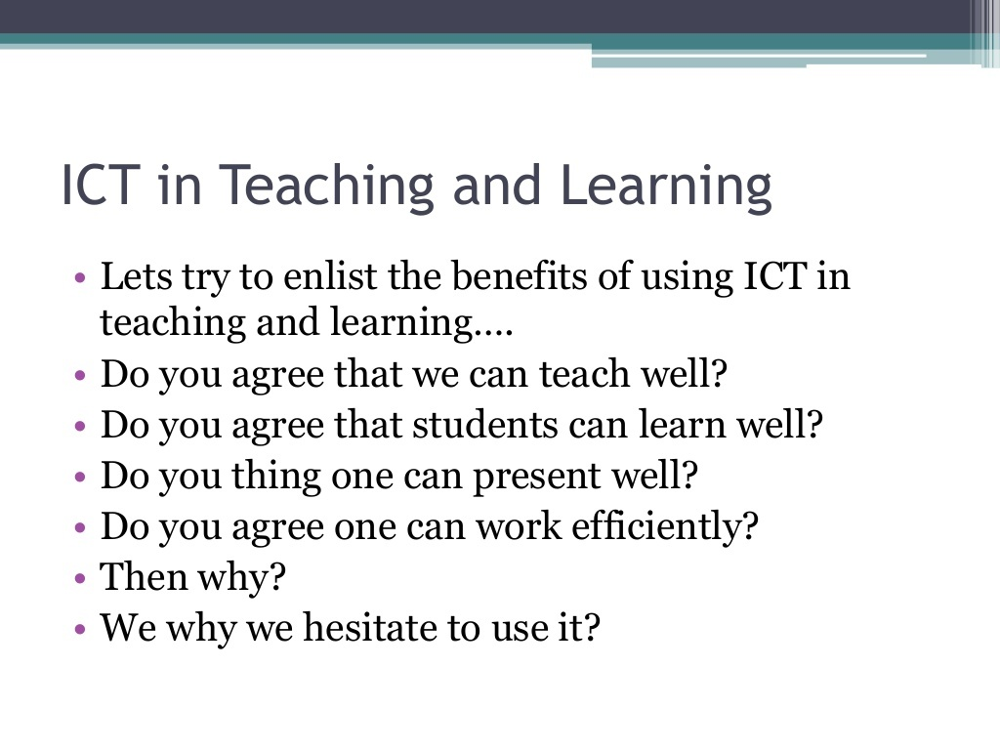 ICT in Teaching and Learning
• Lets try to enlist the benefits of using ICT in
teaching and learning....
• Do you agree that we can teach well?
• Do you agree that students can learn well?
• Do you thing one can present well?
• Do you agree one can work efficiently?
• Then why?
• We why we hesitate to use it?